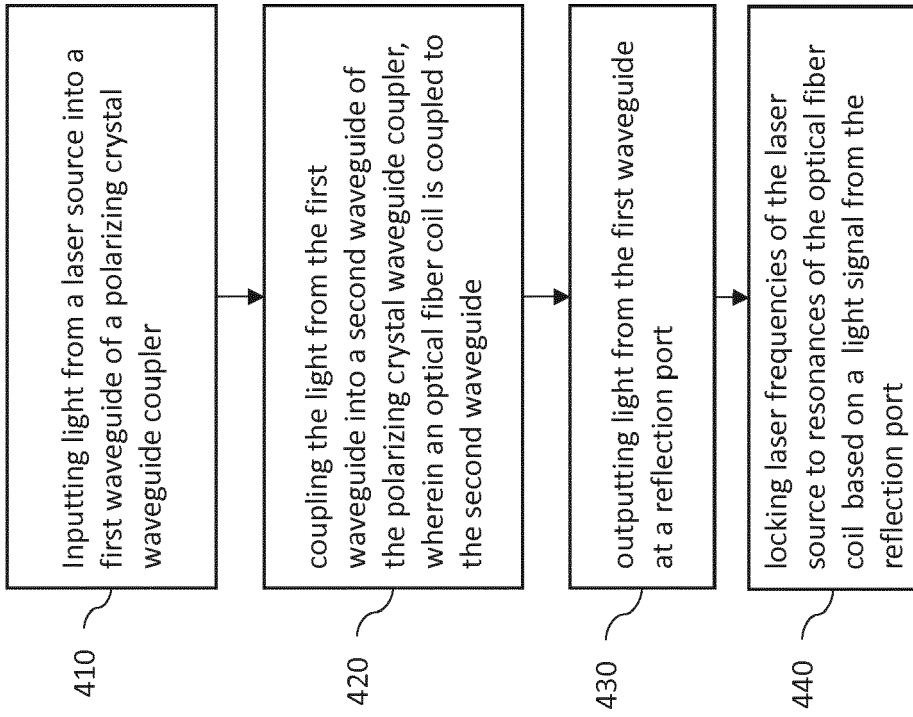 410
Inputting light from a laser source into a
first waveguide of a polarizing crystal
waveguide coupler
420
coupling the light from the first
waveguide into a second waveguide of
the polarizing crystal waveguide coupler,
wherein an optical fiber coil is coupled to
the second waveguide
430
outputting light from the first waveguide
at a reflection port
440
locking laser frequencies of the laser
source to resonances of the optical fiber
coil based on a light signal from the
reflection port